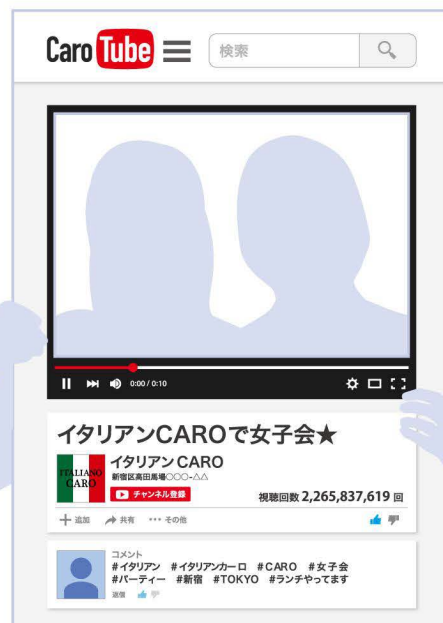 Caro Tube 検索
0:00 / 0:10
イタリアンCAROで女子会★
ITALIANO
CARO
イタリアン CARO
新宿区高田馬場〇〇〇-△△
チャンネル登録
視聴回数 2,265,837,619 回
追加 共有 ••• その他
コメント
#イタリアン #イタリアンカーロ #CARO #女子会
#パーティー #新宿 #TOKYO #ランチやってます
返信